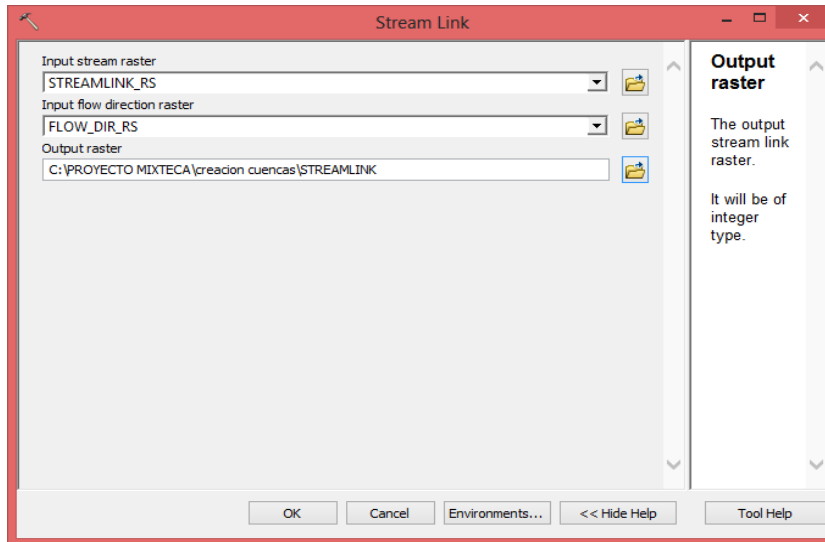 Stream Link
Input stream raster
STREAMLINK_RS
Input flow direction raster
FLOW_DIR_RS
Output raster
C:\PROYECTO MIXTECA\creacion cuencas\STREAMLINK
OK
Cancel
Environments...
<< Hide Help
Output
raster
The output
stream link
raster.
It will be of
integer
type.
Tool Help